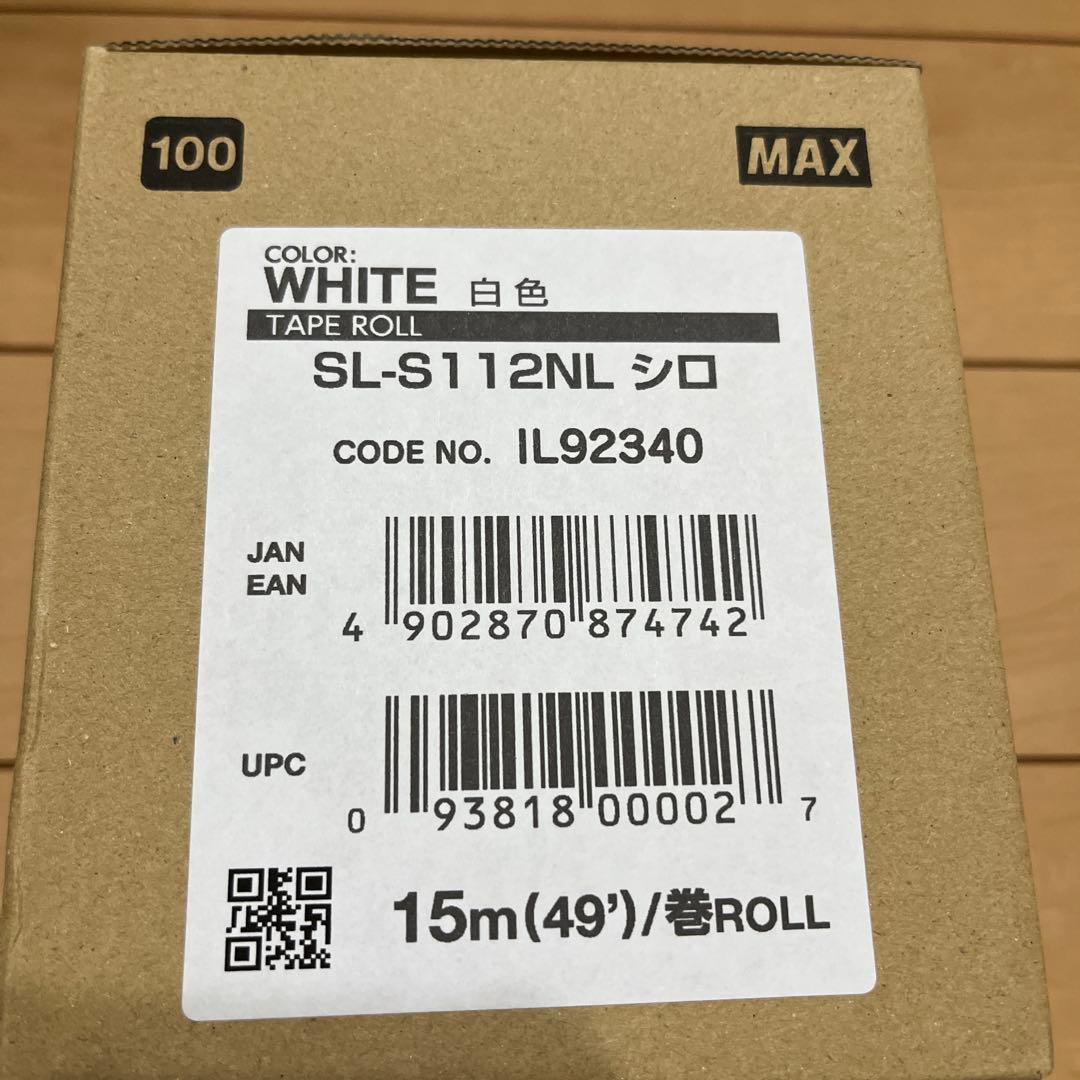 100
MAX
COLOR:
WHITE 白色
TAPE ROLL
SL-S112NL シロ
CODE NO. IL92340
JAN
EAN
4 902870 874742
UPC
0 93818 00002 7
15m(49')/巻ROLL